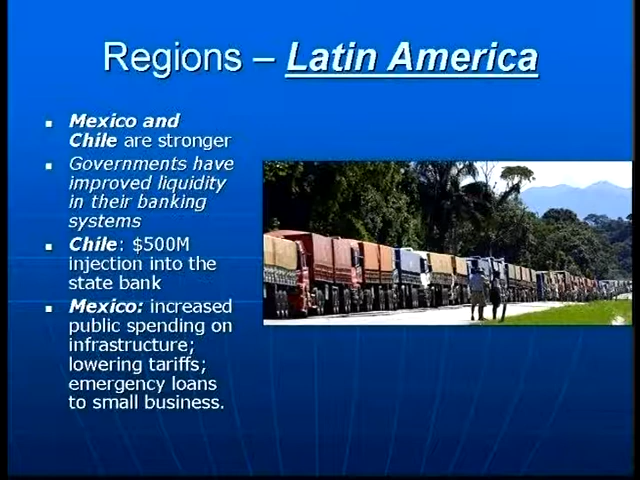 Regions – Latin America
Mexico and
Chile are stronger
Governments have
improved liquidity
in their banking
systems
Chile: $500M
injection into the
state bank
Mexico: increased
public spending on
infrastructure;
lowering tariffs;
emergency loans
to small business.